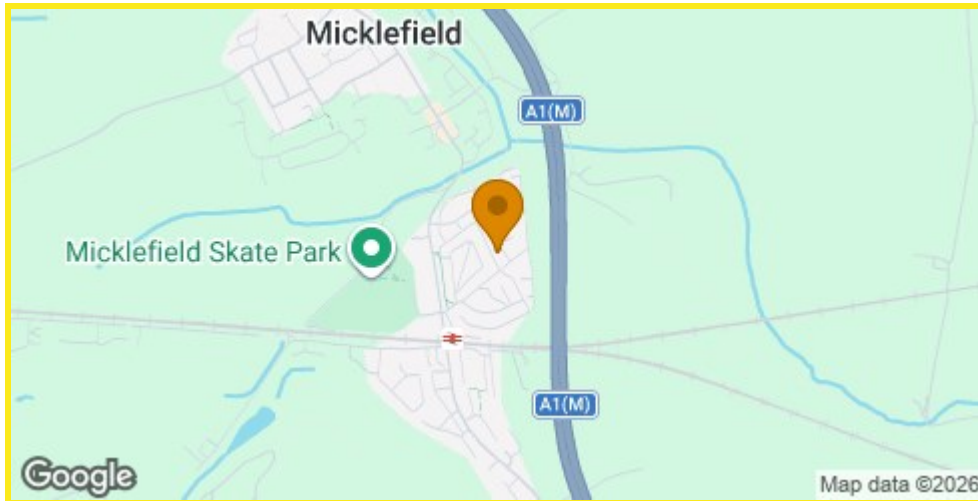 Micklefield
A1(M)
Micklefield Skate Park
A1(M)
Google
Map data ©2026